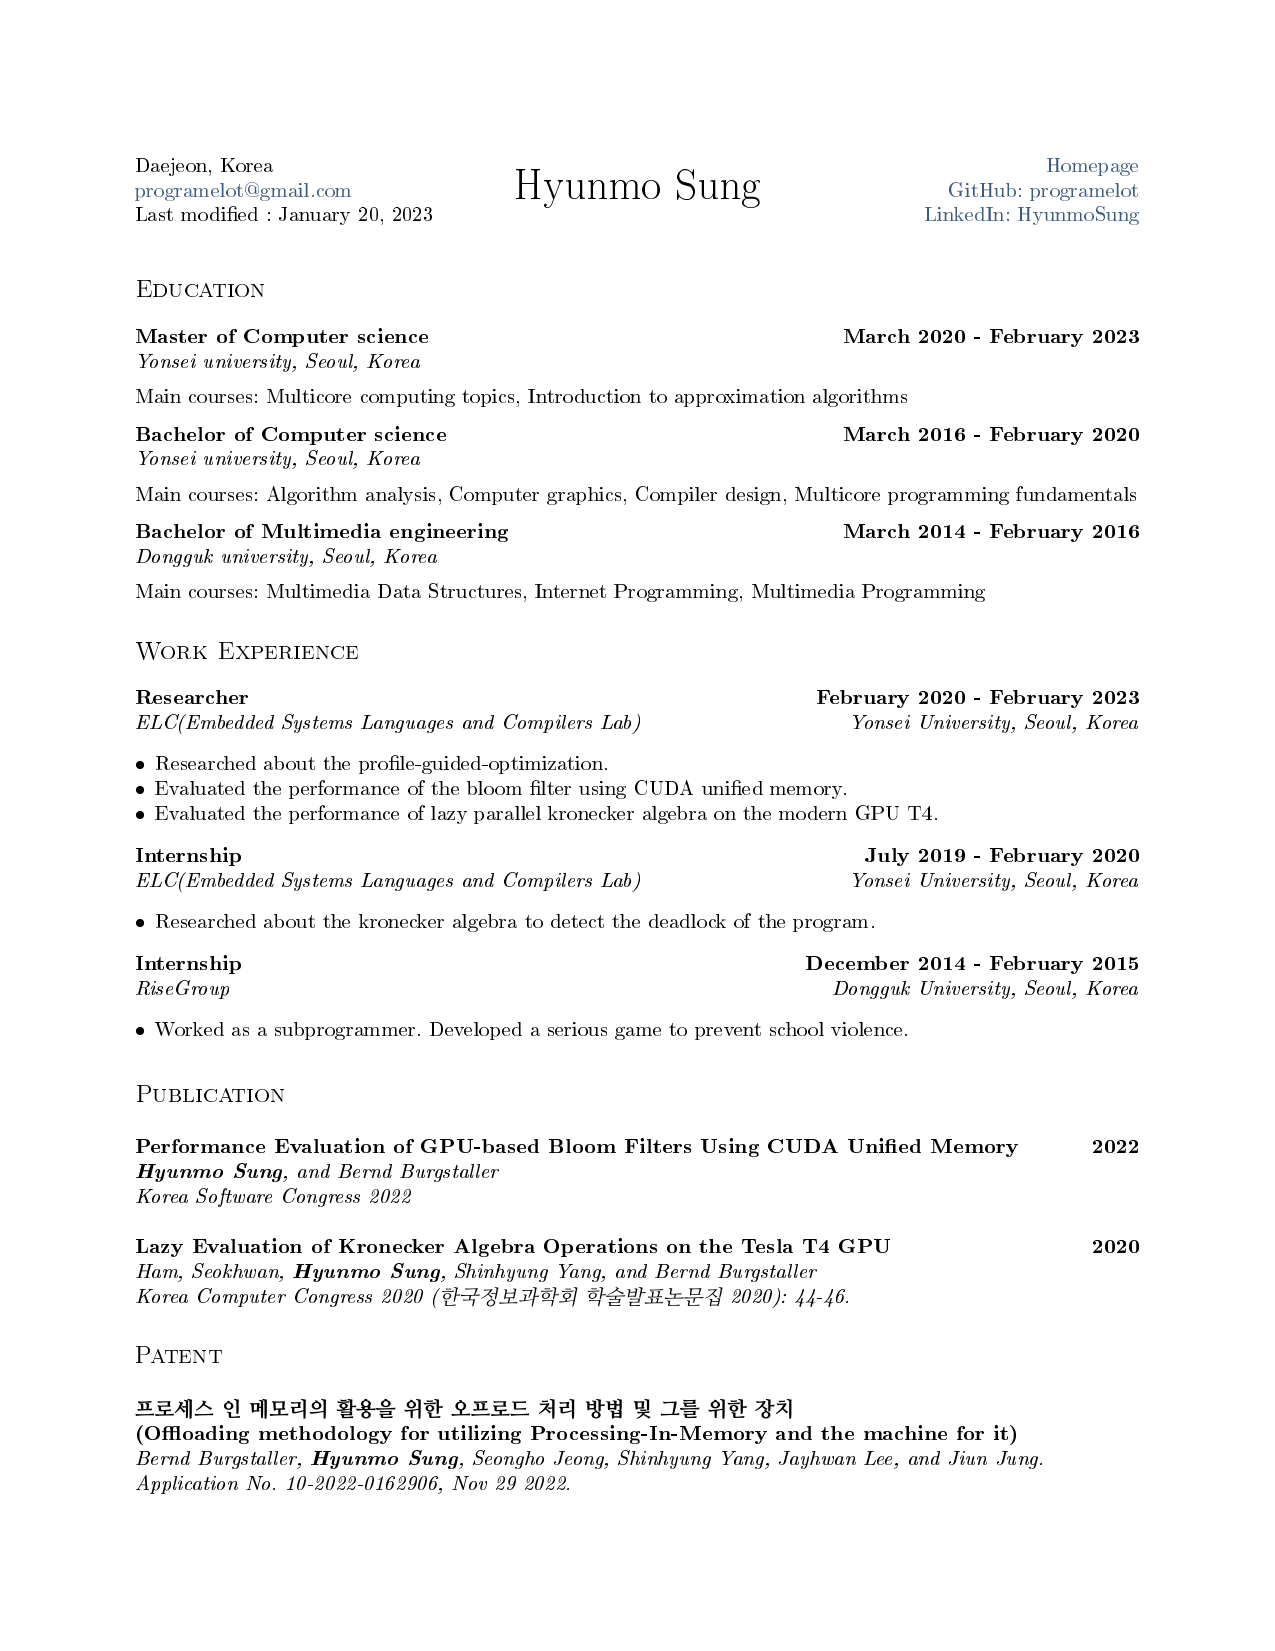 Daejeon, Korea
programelot@gmail.com
Last modified : January 20, 2023
Hyunmo Sung
Homepage
GitHub: programelot
LinkedIn: HyunmoSung
Education
Master of Computer science March 2020 - February 2023
Yonsei university, Seoul, Korea
Main courses: Multicore computing topics, Introduction to approximation algorithms
Bachelor of Computer science March 2016 - February 2020
Yonsei university, Seoul, Korea
Main courses: Algorithm analysis, Computer graphics, Compiler design, Multicore programming fundamentals
Bachelor of Multimedia engineering March 2014 - February 2016
Dongguk university, Seoul, Korea
Main courses: Multimedia Data Structures, Internet Programming, Multimedia Programming
Work Experience
Researcher February 2020 - February 2023
ELC(Embedded Systems Languages and Compilers Lab) Yonsei University, Seoul, Korea
• Researched about the profile-guided-optimization.
• Evaluated the performance of the bloom filter using CUDA unified memory.
• Evaluated the performance of lazy parallel kronecker algebra on the modern GPU T4.
Internship July 2019 - February 2020
ELC(Embedded Systems Languages and Compilers Lab) Yonsei University, Seoul, Korea
• Researched about the kronecker algebra to detect the deadlock of the program.
Internship December 2014 - February 2015
RiseGroup Dongguk University, Seoul, Korea
• Worked as a subprogrammer. Developed a serious game to prevent school violence.
Publication
Performance Evaluation of GPU-based Bloom Filters Using CUDA Unified Memory 2022
Hyunmo Sung, and Bernd Burgstaller
Korea Software Congress 2022
Lazy Evaluation of Kronecker Algebra Operations on the Tesla T4 GPU 2020
Ham, Seokhwan, Hyunmo Sung, Shinhyung Yang, and Bernd Burgstaller
Korea Computer Congress 2020 (한국정보과학회 학술발표논문집 2020): 44-46.
Patent
프로세스 인 메모리의 활용을 위한 오프로드 처리 방법 및 그를 위한 장치
(Offloading methodology for utilizing Processing-In-Memory and the machine for it)
Bernd Burgstaller, Hyunmo Sung, Seongho Jeong, Shinhyung Yang, Jayhwan Lee, and Jiun Jung.
Application No. 10-2022-0162906, Nov 29 2022.